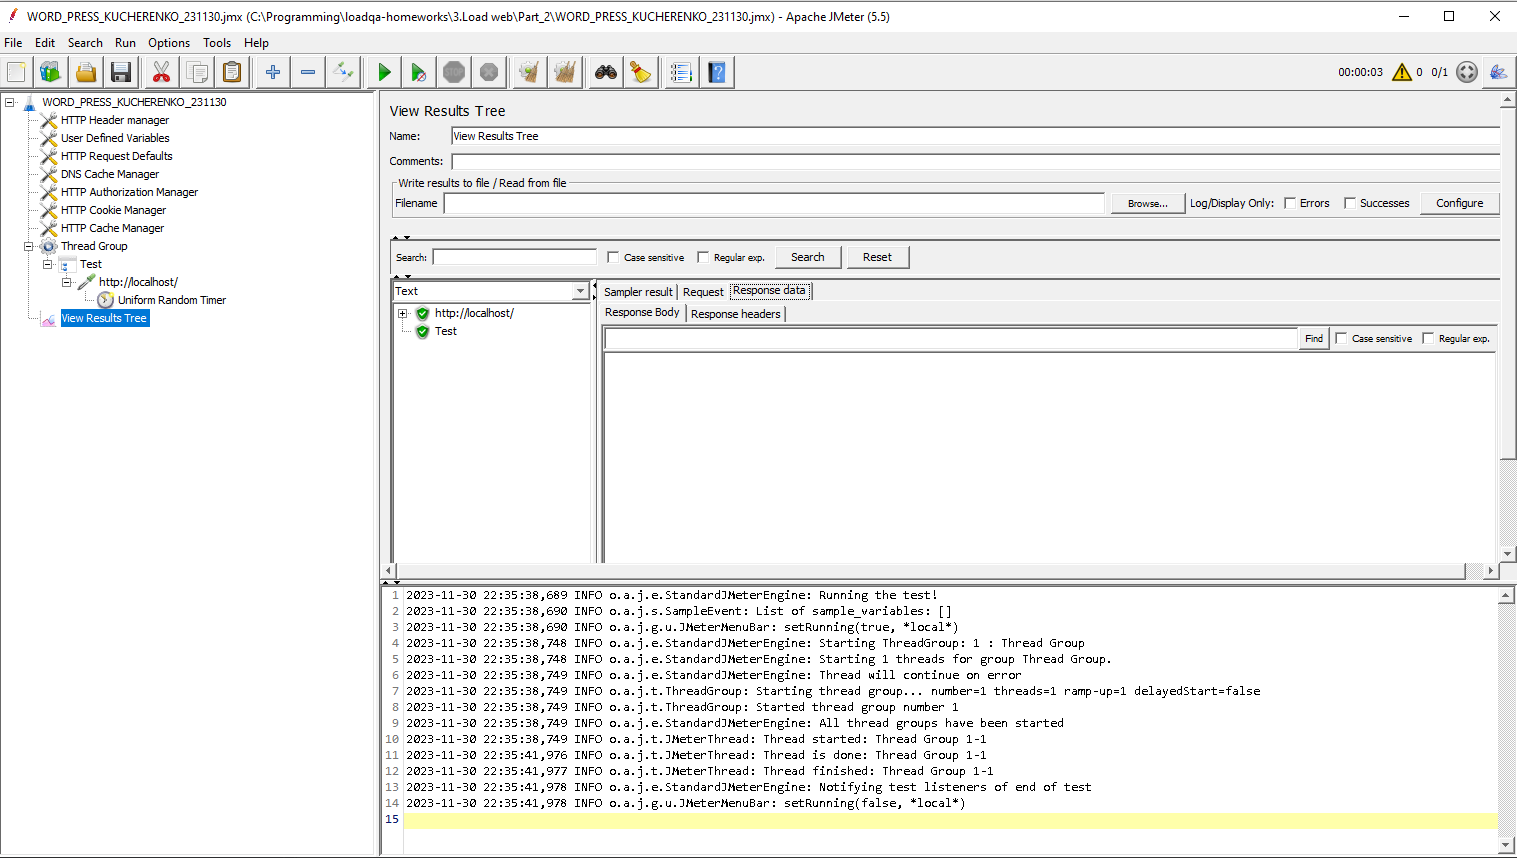 WORD_PRESS_KUCHERENKO_231130.jmx (C:\Programming\loadqa-homeworks\3.Load web\Part_2\WORD_PRESS_KUCHERENKO_231130.jmx) - Apache JMeter (5.5)
File Edit Search Run Options Tools Help
STOP
00:00:03 0 0/1
WORD_PRESS_KUCHERENKO_231130
HTTP Header manager
User Defined Variables
HTTP Request Defaults
DNS Cache Manager
HTTP Authorization Manager
HTTP Cookie Manager
HTTP Cache Manager
Thread Group
Test
http://localhost/
Uniform Random Timer
View Results Tree
View Results Tree
Name: View Results Tree
Comments:
Write results to file / Read from file
Filename Browse... Log/Display Only: Errors Successes Configure
Search: Case sensitive Regular exp. Search Reset
Text
http://localhost/
Test
Sampler result Request Response data
Response Body Response headers
Find Case sensitive Regular exp.
1 2023-11-30 22:35:38,689 INFO o.a.j.e.StandardJMeterEngine: Running the test!
2 2023-11-30 22:35:38,690 INFO o.a.j.s.SampleEvent: List of sample_variables: []
3 2023-11-30 22:35:38,690 INFO o.a.j.g.u.JMeterMenuBar: setRunning(true, *local*)
4 2023-11-30 22:35:38,748 INFO o.a.j.e.StandardJMeterEngine: Starting ThreadGroup: 1 : Thread Group
5 2023-11-30 22:35:38,748 INFO o.a.j.e.StandardJMeterEngine: Starting 1 threads for group Thread Group.
6 2023-11-30 22:35:38,749 INFO o.a.j.e.StandardJMeterEngine: Thread will continue on error
7 2023-11-30 22:35:38,749 INFO o.a.j.t.ThreadGroup: Starting thread group... number=1 threads=1 ramp-up=1 delayedStart=false
8 2023-11-30 22:35:38,749 INFO o.a.j.t.ThreadGroup: Started thread group number 1
9 2023-11-30 22:35:38,749 INFO o.a.j.e.StandardJMeterEngine: All thread groups have been started
10 2023-11-30 22:35:38,749 INFO o.a.j.t.JMeterThread: Thread started: Thread Group 1-1
11 2023-11-30 22:35:41,976 INFO o.a.j.t.JMeterThread: Thread is done: Thread Group 1-1
12 2023-11-30 22:35:41,977 INFO o.a.j.t.JMeterThread: Thread finished: Thread Group 1-1
13 2023-11-30 22:35:41,978 INFO o.a.j.e.StandardJMeterEngine: Notifying test listeners of end of test
14 2023-11-30 22:35:41,978 INFO o.a.j.g.u.JMeterMenuBar: setRunning(false, *local*)
15